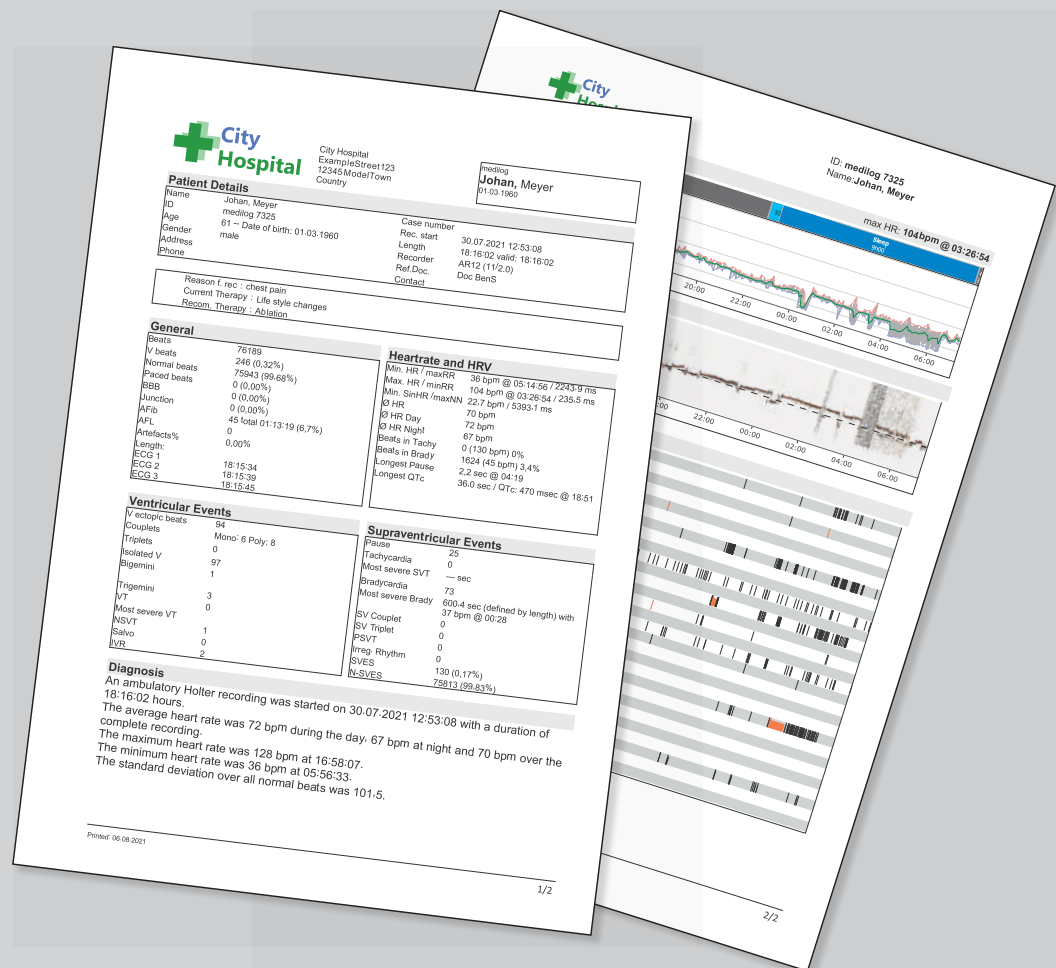 City
Hospital
City Hospital
ExampleStreet123
12345 ModelTown
Country
medilog
Johan, Meyer
01-03-1960
Patient Details
Name Johan, Meyer
ID medilog 7325
Age 61 -- Date of birth: 01-03-1960
Gender male
Address
Phone
Case number
Rec. start 30.07.2021 12:53:08
Length 18:16:02 valid: 18:16:02
Recorder AR12 (11/2.0)
Ref.Doc. Doc BenS
Contact
Reason f. rec : chest pain
Current Therapy : Life style changes
Recom. Therapy : Ablation
General
Beats 76189
V beats 246 (0,32%)
Normal beats 75943 (99.68%)
Paced beats 0 (0,00%)
BBB 0 (0,00%)
Junction 0 (0,00%)
AFib 45 total 01:13:19 (6,7%)
AFL 0
Artefacts% 0,00%
Length:
ECG 1 18:15:34
ECG 2 18:15:39
ECG 3 18:15:45
Heartrate and HRV
Min. HR / maxRR 36 bpm @ 05:14:56 / 2243-9 ms
Max. HR / minRR 104 bpm @ 03:26:54 / 235.5 ms
Min. SinHR /maxNN 22.7 bpm / 5393-1 ms
Ø HR 70 bpm
Ø HR Day 72 bpm
Ø HR Night 67 bpm
Beats in Tachy 0 (130 bpm) 0%
Beats in Brady 1624 (45 bpm) 3,4%
Longest Pause 2,2 sec @ 04:19
Longest QTc 36.0 sec / QTc: 470 msec @ 18:51
Ventricular Events
V ectopic beats 94
Couplets Mono: 6 Poly: 8
Triplets 0
Isolated V 97
Bigemini 1
Trigemini 3
VT 0
Most severe VT
NSVT 1
Salvo 0
IVR 2
Supraventricular Events
Pause 25
Tachycardia 0
Most severe SVT --- sec
Bradycardia 73
Most severe Brady 600-4 sec (defined by length) with
37 bpm @ 00:28
SV Couplet 0
SV Triplet 0
PSVT 0
Irreg. Rhythm 0
SVES 130 (0,17%)
N-SVES 75813 (99.83%)
Diagnosis
An ambulatory Holter recording was started on 30-07-2021 12:53:08 with a duration of
18:16:02 hours.
The average heart rate was 72 bpm during the day, 67 bpm at night and 70 bpm over the
complete recording.
The maximum heart rate was 128 bpm at 16:58:07.
The minimum heart rate was 36 bpm at 05:56:33.
The standard deviation over all normal beats was 101-5.
Printed: 06-08-2021
1/2
City
ID: medilog 7325
Name:Johan, Meyer
max HR: 104bpm @ 03:26:54
Sleep
20:00 22:00 00:00 02:00 04:00 06:00
22:00 00:00 02:00 04:00 06:00
2/2